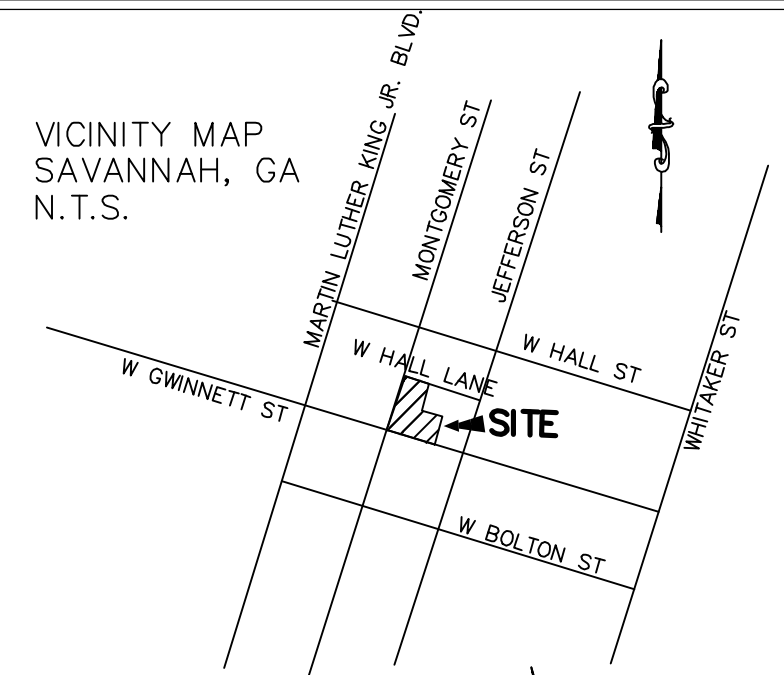 VICINITY MAP
SAVANNAH, GA
N.T.S.
MARTIN LUTHER KING JR. BLVD.
MONTGOMERY ST
JEFFERSON ST
WHITAKER ST
W HALL ST
W HALL LANE
W GWINNETT ST
SITE
W BOLTON ST